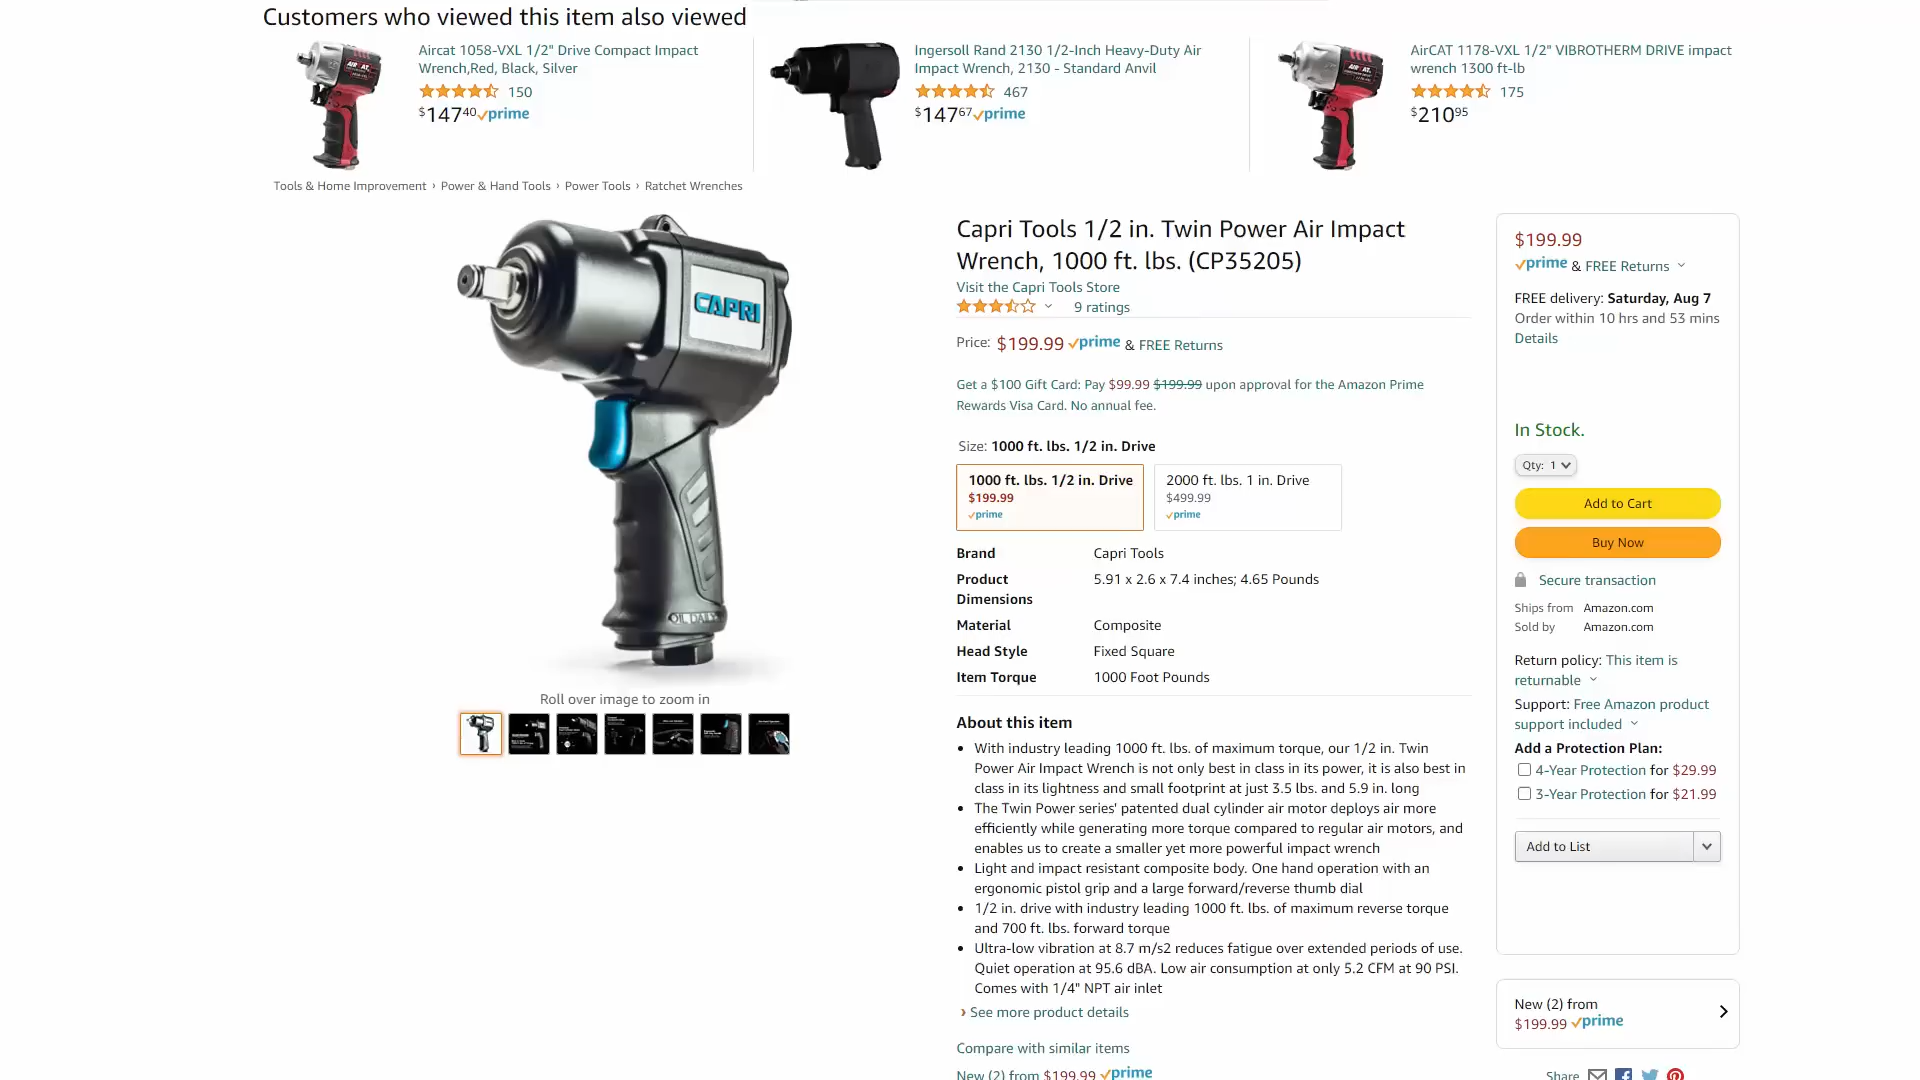 Customers who viewed this item also viewed
Aircat 1058-VXL 1/2" Drive Compact Impact
Wrench,Red, Black, Silver
150
$147 40 prime
Ingersoll Rand 2130 1/2-Inch Heavy-Duty Air
Impact Wrench, 2130 - Standard Anvil
467
$147 67 prime
AirCAT 1178-VXL 1/2" VIBROTHERM DRIVE impact
wrench 1300 ft-lb
175
$210 95
Tools & Home Improvement › Power & Hand Tools › Power Tools › Ratchet Wrenches
CAPRI
OIL DAILY
Roll over image to zoom in
Capri Tools 1/2 in. Twin Power Air Impact
Wrench, 1000 ft. lbs. (CP35205)
Visit the Capri Tools Store
9 ratings
Price: $199.99 prime & FREE Returns
Get a $100 Gift Card: Pay $99.99 $199.99 upon approval for the Amazon Prime
Rewards Visa Card. No annual fee.
Size: 1000 ft. lbs. 1/2 in. Drive
1000 ft. lbs. 1/2 in. Drive
$199.99
prime
2000 ft. lbs. 1 in. Drive
$499.99
prime
Brand Capri Tools
Product Dimensions 5.91 x 2.6 x 7.4 inches; 4.65 Pounds
Material Composite
Head Style Fixed Square
Item Torque 1000 Foot Pounds
About this item
• With industry leading 1000 ft. lbs. of maximum torque, our 1/2 in. Twin
Power Air Impact Wrench is not only best in class in its power, it is also best in
class in its lightness and small footprint at just 3.5 lbs. and 5.9 in. long
• The Twin Power series' patented dual cylinder air motor deploys air more
efficiently while generating more torque compared to regular air motors, and
enables us to create a smaller yet more powerful impact wrench
• Light and impact resistant composite body. One hand operation with an
ergonomic pistol grip and a large forward/reverse thumb dial
• 1/2 in. drive with industry leading 1000 ft. lbs. of maximum reverse torque
and 700 ft. lbs. forward torque
• Ultra-low vibration at 8.7 m/s2 reduces fatigue over extended periods of use.
Quiet operation at 95.6 dBA. Low air consumption at only 5.2 CFM at 90 PSI.
Comes with 1/4" NPT air inlet
› See more product details
Compare with similar items
New (2) from $199.99 prime
$199.99
prime & FREE Returns
FREE delivery: Saturday, Aug 7
Order within 10 hrs and 53 mins
Details
In Stock.
Qty: 1
Add to Cart
Buy Now
Secure transaction
Ships from Amazon.com
Sold by Amazon.com
Return policy: This item is
returnable
Support: Free Amazon product
support included
Add a Protection Plan:
4-Year Protection for $29.99
3-Year Protection for $21.99
Add to List
New (2) from
$199.99 prime
Share